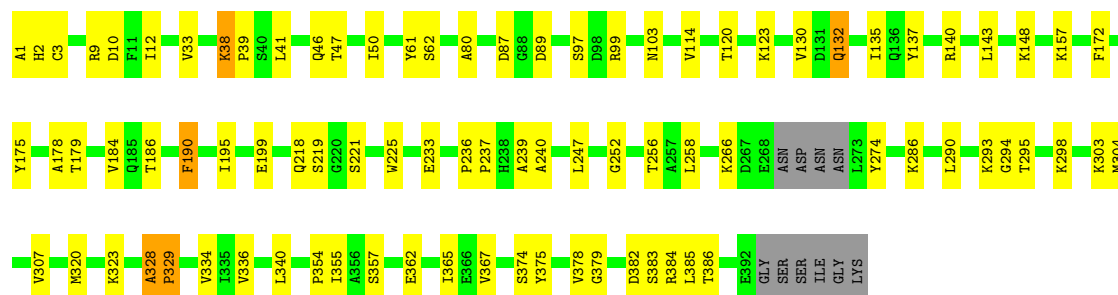 A1 H2 C3 R9 D10 F11 I12 V33 K38 P39 S40 L41 Q46 T47 I50 Y61 S62 A80 D87 G88 D89 S97 D98 R99 N103 V114 T120 K123 V130 D131 Q132 I135 Q136 Y137 R140 L143 K148 K157 F172
Y175 A178 T179 V184 Q185 T186 F190 I195 E199 Q218 S219 G220 S221 W225 E233 P236 P237 H238 A239 A240 L247 G252 T256 A257 L258 K266 D267 E268 ASN ASP ASN ASN L273 Y274 K286 L290 K293 G294 T295 K298 K303 M304
V307 M320 K323 A328 P329 V334 I335 V336 L340 P354 I355 A356 S357 E362 I365 E366 V367 S374 Y375 V378 G379 D382 S383 R384 L385 T386 E392 GLY SER SER ILE GLY LYS